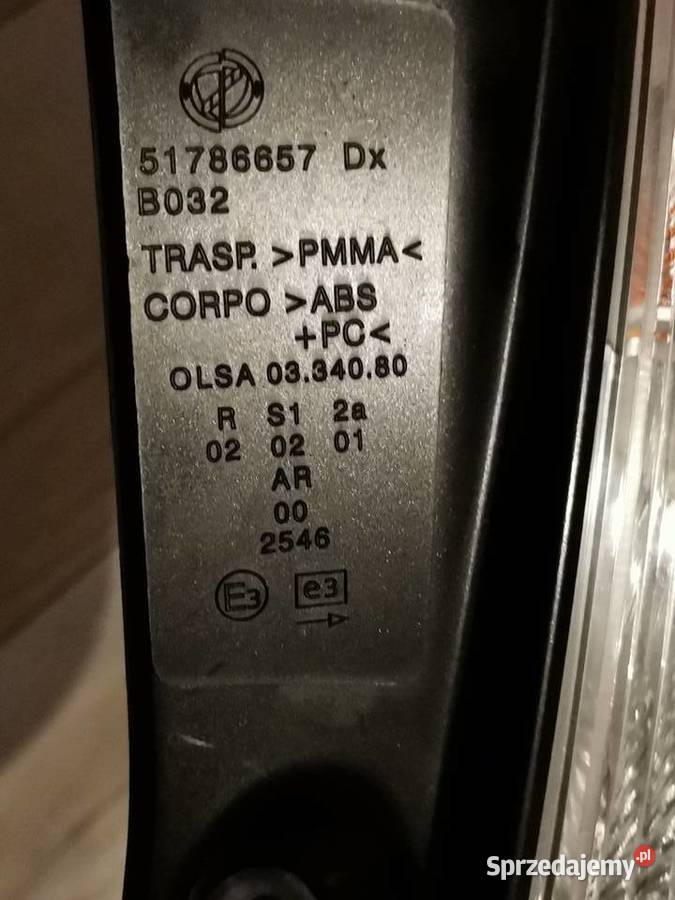 51786657 Dx
B032
TRASP. >PMMA<
CORPO >ABS
+PC<
OLSA 03.340.80
R S1 2a
02 02 01
AR
00
2546
E3 e3
Sprzedajemy.pl